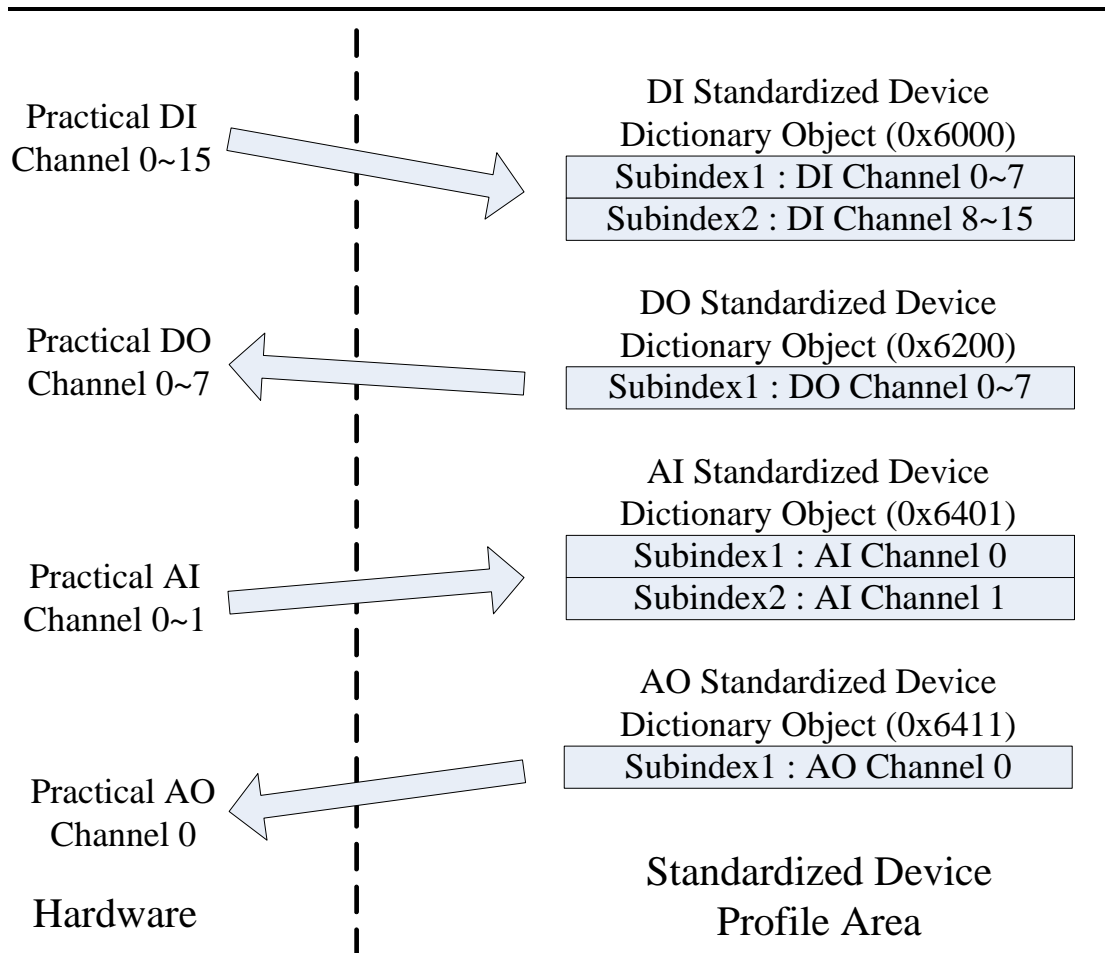 Practical DI
Channel 0~15
DI Standardized Device
Dictionary Object (0x6000)
Subindex1 : DI Channel 0~7
Subindex2 : DI Channel 8~15
Practical DO
Channel 0~7
DO Standardized Device
Dictionary Object (0x6200)
Subindex1 : DO Channel 0~7
Practical AI
Channel 0~1
AI Standardized Device
Dictionary Object (0x6401)
Subindex1 : AI Channel 0
Subindex2 : AI Channel 1
Practical AO
Channel 0
AO Standardized Device
Dictionary Object (0x6411)
Subindex1 : AO Channel 0
Hardware
Standardized Device
Profile Area